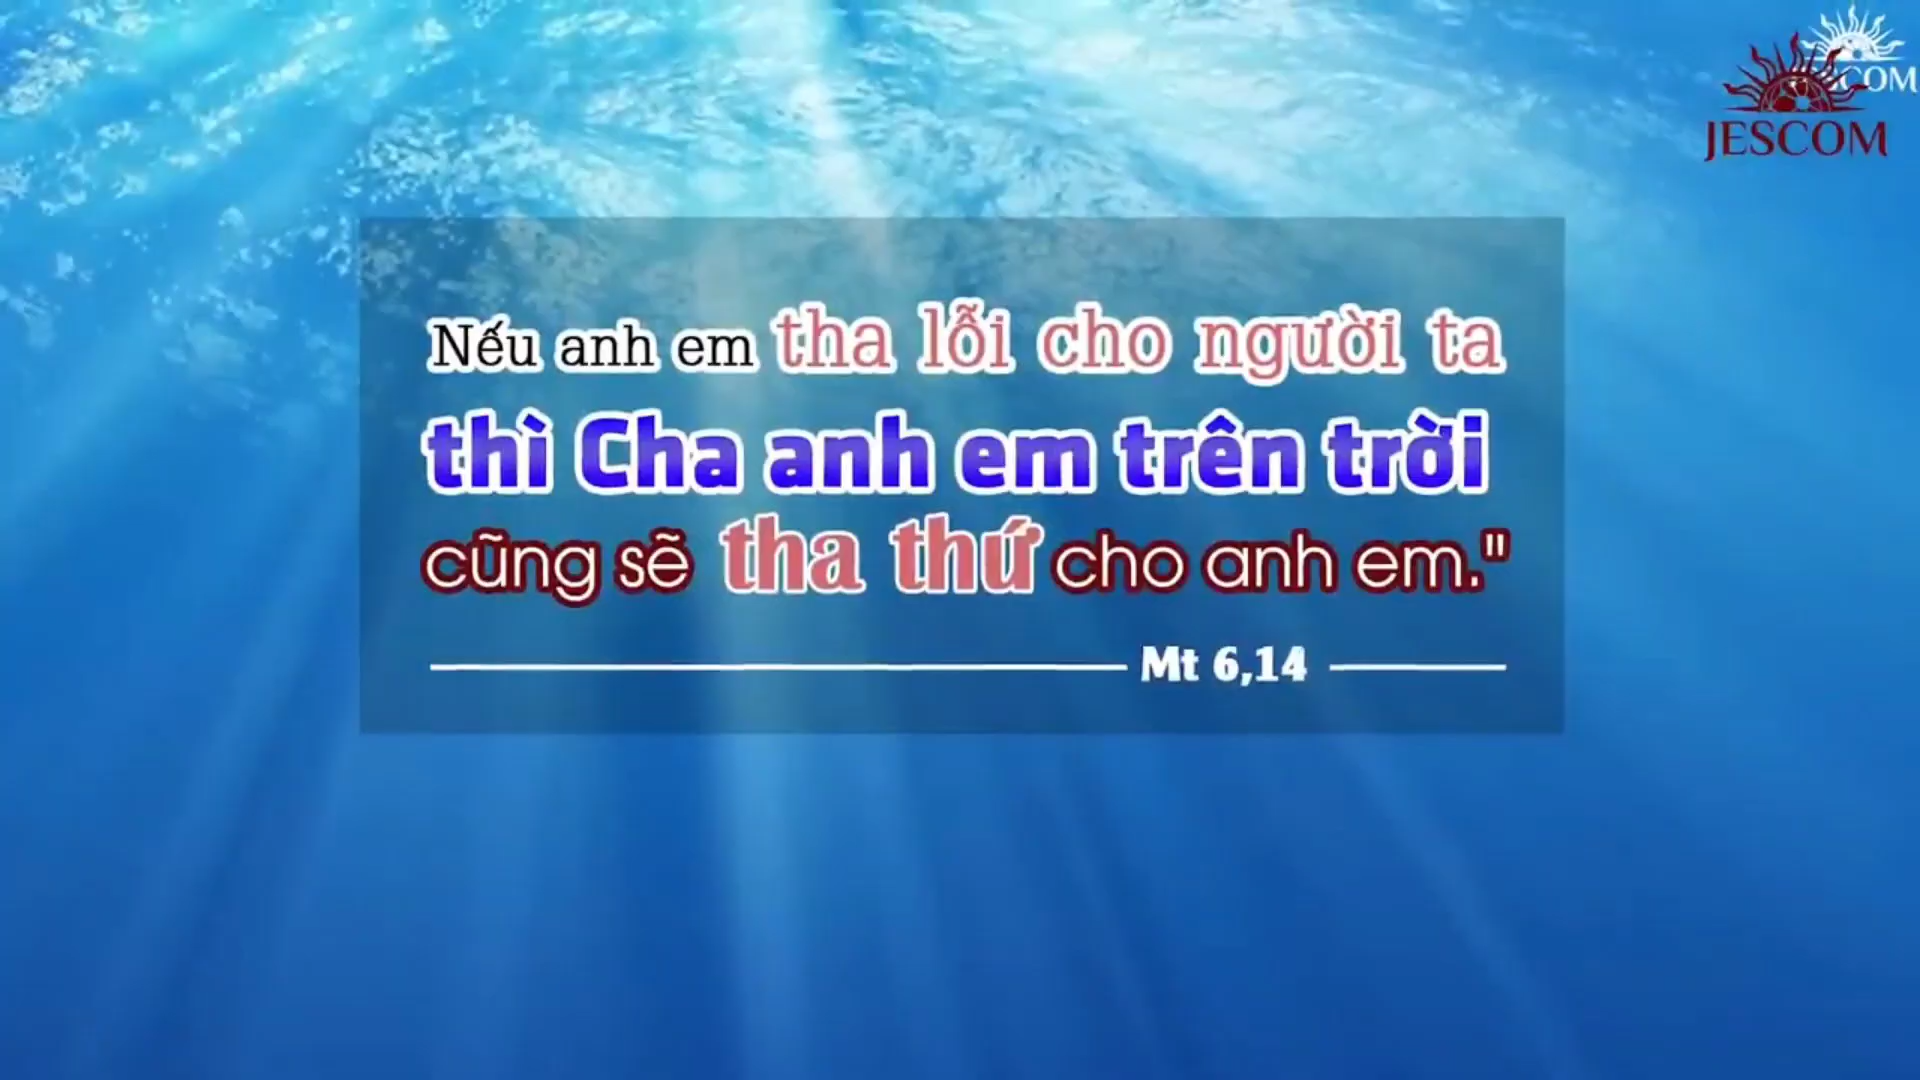 JESCOM
Nếu anh em tha lỗi cho người ta
thì Cha anh em trên trời
cũng sẽ tha thứ cho anh em."
Mt 6,14